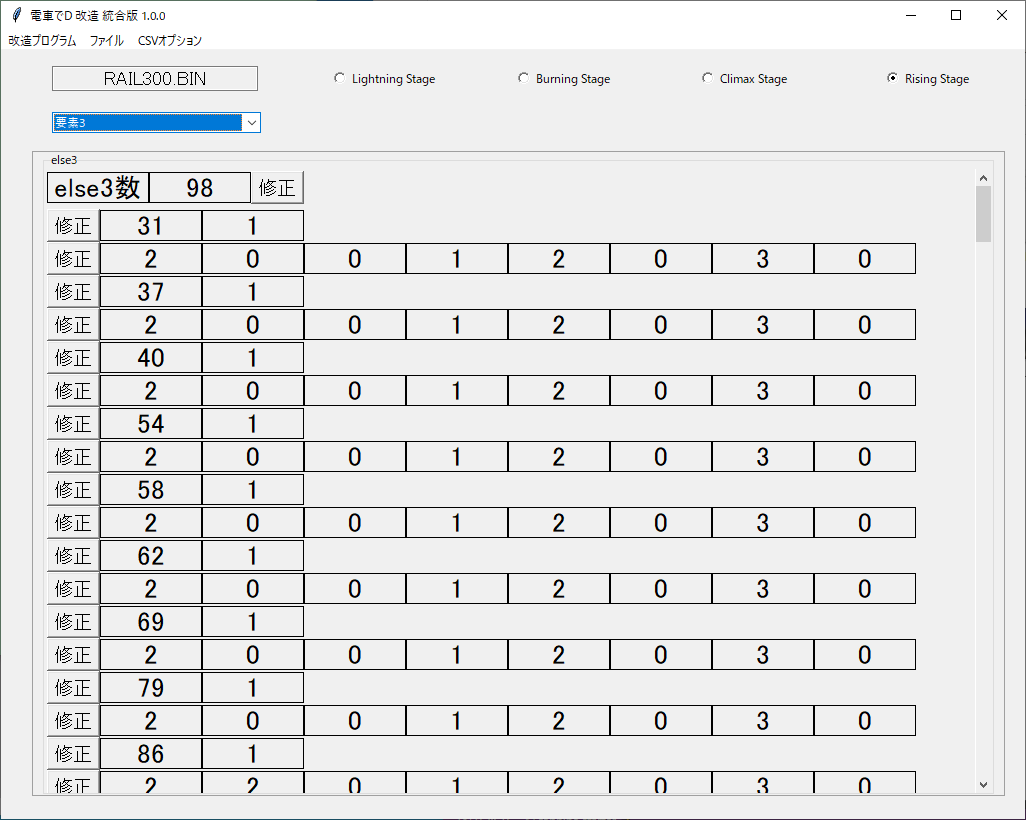 電車でD 改造 統合版 1.0.0
改造プログラム ファイル CSVオプション
RAIL300.BIN Lightning Stage Burning Stage Climax Stage Rising Stage
要素3
else3
else3数 98 修正
修正 31 1
修正 2 0 0 1 2 0 3 0
修正 37 1
修正 2 0 0 1 2 0 3 0
修正 40 1
修正 2 0 0 1 2 0 3 0
修正 54 1
修正 2 0 0 1 2 0 3 0
修正 58 1
修正 2 0 0 1 2 0 3 0
修正 62 1
修正 2 0 0 1 2 0 3 0
修正 69 1
修正 2 0 0 1 2 0 3 0
修正 79 1
修正 2 0 0 1 2 0 3 0
修正 86 1
修正 2 2 0 1 2 0 3 0